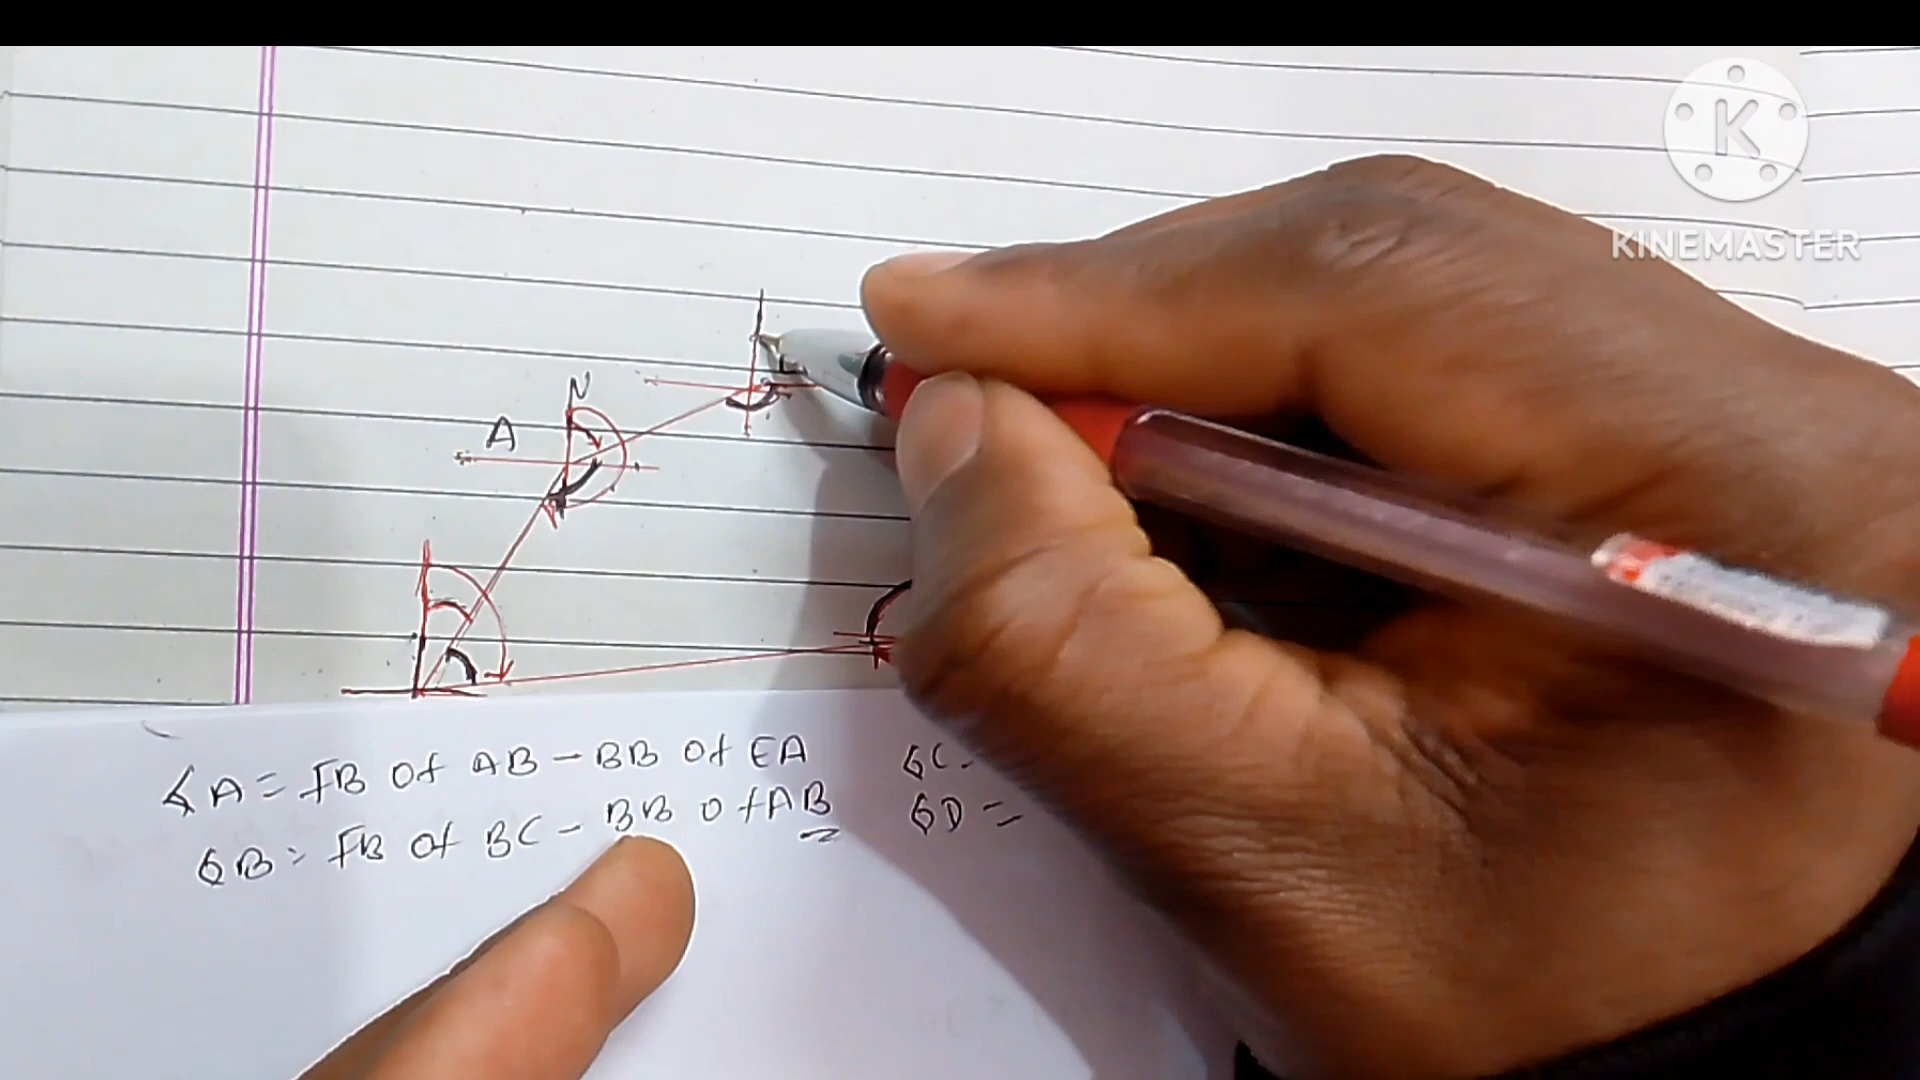 K
KINEMASTER
N
A
∠A = FB Of AB - BB Of EA
∠B = FB Of BC - BB Of AB
∠C -
∠D =